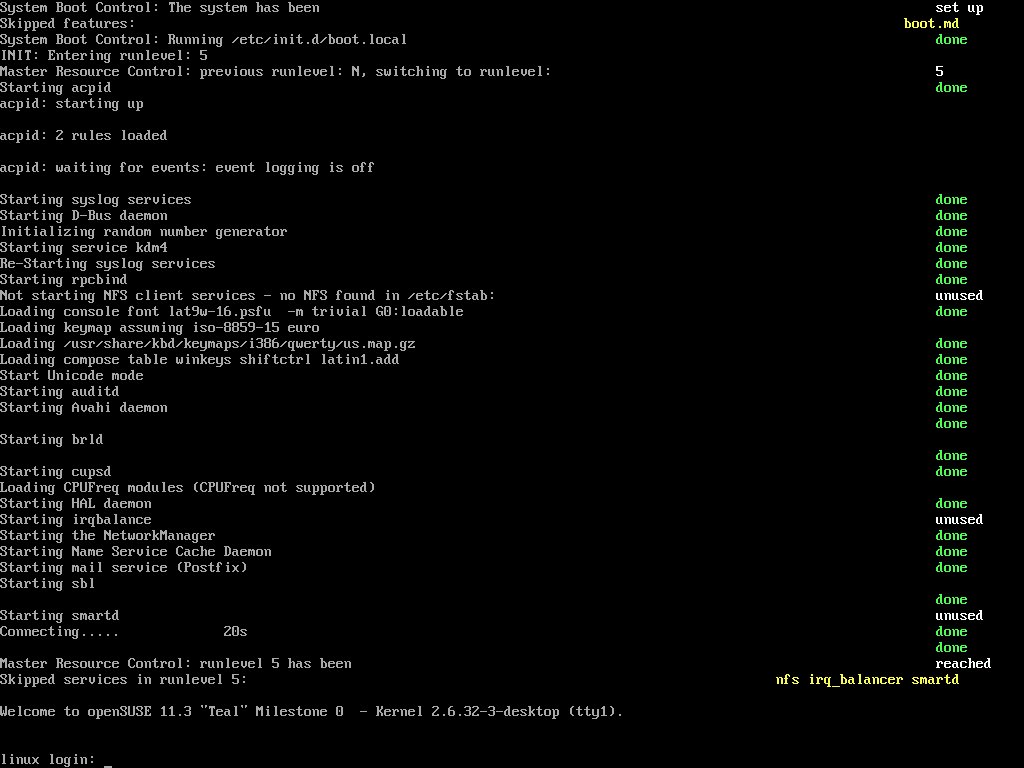 System Boot Control: The system has been set up
Skipped features: boot.md
System Boot Control: Running /etc/init.d/boot.local done
INIT: Entering runlevel: 5
Master Resource Control: previous runlevel: N, switching to runlevel: 5
Starting acpid done
acpid: starting up
acpid: 2 rules loaded
acpid: waiting for events: event logging is off
Starting syslog services done
Starting D-Bus daemon done
Initializing random number generator done
Starting service kdm4 done
Re-Starting syslog services done
Starting rpcbind done
Not starting NFS client services - no NFS found in /etc/fstab: unused
Loading console font lat9w-16.psfu  -m trivial G0:loadable done
Loading keymap assuming iso-8859-15 euro
Loading /usr/share/kbd/keymaps/i386/qwerty/us.map.gz done
Loading compose table winkeys shiftctrl latin1.add done
Start Unicode mode done
Starting auditd done
Starting Avahi daemon done
done
Starting brld
done
Starting cupsd done
Loading CPUFreq modules (CPUFreq not supported)
Starting HAL daemon done
Starting irqbalance unused
Starting the NetworkManager done
Starting Name Service Cache Daemon done
Starting mail service (Postfix) done
Starting sbl
done
Starting smartd unused
Connecting..... 20s done
done
Master Resource Control: runlevel 5 has been reached
Skipped services in runlevel 5: nfs irq_balancer smartd
Welcome to openSUSE 11.3 "Teal" Milestone 0  - Kernel 2.6.32-3-desktop (tty1).
linux login: _